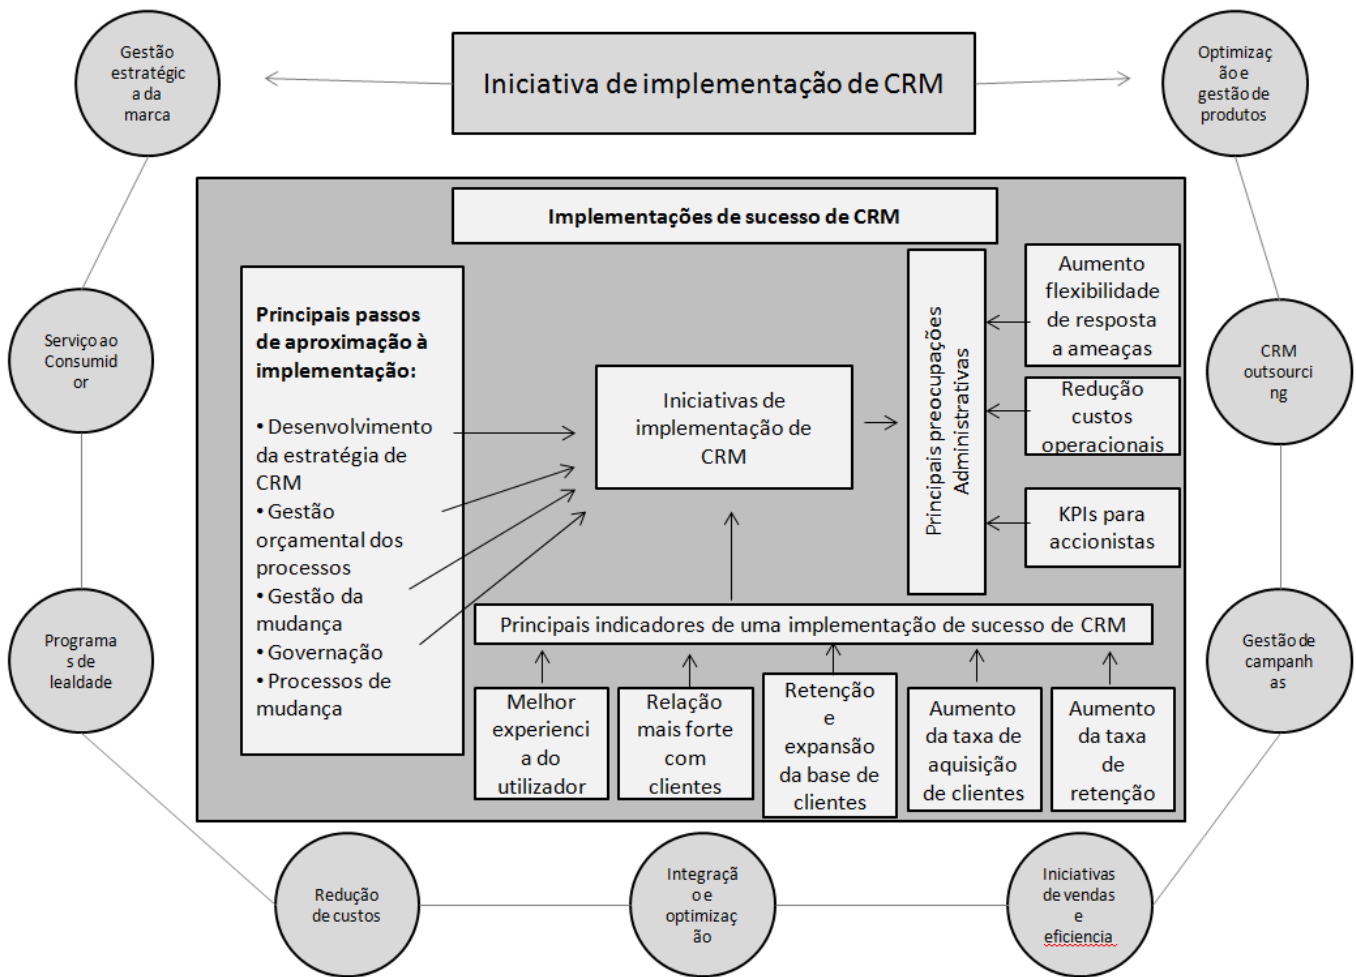 Gestão
estratégic
a da
marca
Iniciativa de implementação de CRM
Optimizaç
ão e
gestão de
produtos
Implementações de sucesso de CRM
Principais passos
de aproximação à
implementação:
• Desenvolvimento
da estratégia de
CRM
• Gestão
orçamental dos
processos
• Gestão da
mudança
• Governação
• Processos de
mudança
Iniciativas de
implementação de
CRM
Principais preocupações
Administrativas
Aumento
flexibilidade
de resposta
a ameaças
Redução
custos
operacionais
KPIs para
accionistas
Principais indicadores de uma implementação de sucesso de CRM
Melhor
experienci
a do
utilizador
Relação
mais forte
com
clientes
Retenção
e
expansão
da base de
clientes
Aumento
da taxa de
aquisição
de clientes
Aumento
da taxa
de
retenção
Serviço ao
Consumid
or
CRM
outsourci
ng
Programa
s de
lealdade
Gestão de
campanh
as
Redução
de custos
Integraçã
o e
optimizaç
ão
Iniciativas
de vendas
e
eficiencia